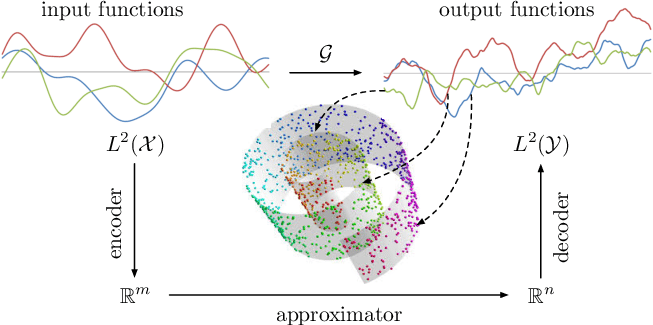 input functions
output functions
𝒢
L²(𝒳)
L²(𝒴)
encoder
decoder
ℝᵐ
ℝⁿ
approximator